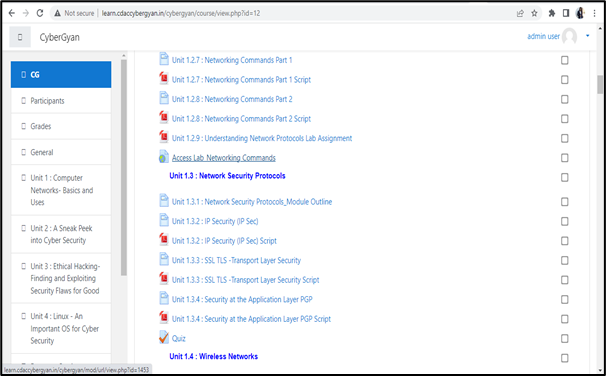 Not secure | learn.cdaccybergyan.in/cybergyan/course/view.php?id=12
CyberGyan
admin user
CG
Participants
Grades
General
Unit 1 : Computer
Networks- Basics and
Uses
Unit 2 : A Sneak Peek
into Cyber Security
Unit 3 : Ethical Hacking-
Finding and Exploiting
Security Flaws for Good
Unit 4 : Linux - An
Important OS for Cyber
Security
Unit 1.2.7 : Networking Commands Part 1
Unit 1.2.7 : Networking Commands Part 1 Script
Unit 1.2.8 : Networking Commands Part 2
Unit 1.2.8 : Networking Commands Part 2 Script
Unit 1.2.9 : Understanding Network Protocols Lab Assignment
Access Lab_Networking Commands
Unit 1.3 : Network Security Protocols
Unit 1.3.1 : Network Security Protocols_Module Outline
Unit 1.3.2 : IP Security (IP Sec)
Unit 1.3.2 : IP Security (IP Sec) Script
Unit 1.3.3 : SSL TLS -Transport Layer Security
Unit 1.3.3 : SSL TLS -Transport Layer Security Script
Unit 1.3.4 : Security at the Application Layer PGP
Unit 1.3.4 : Security at the Application Layer PGP Script
Quiz
Unit 1.4 : Wireless Networks
learn.cdaccybergyan.in/cybergyan/mod/url/view.php?id=1453